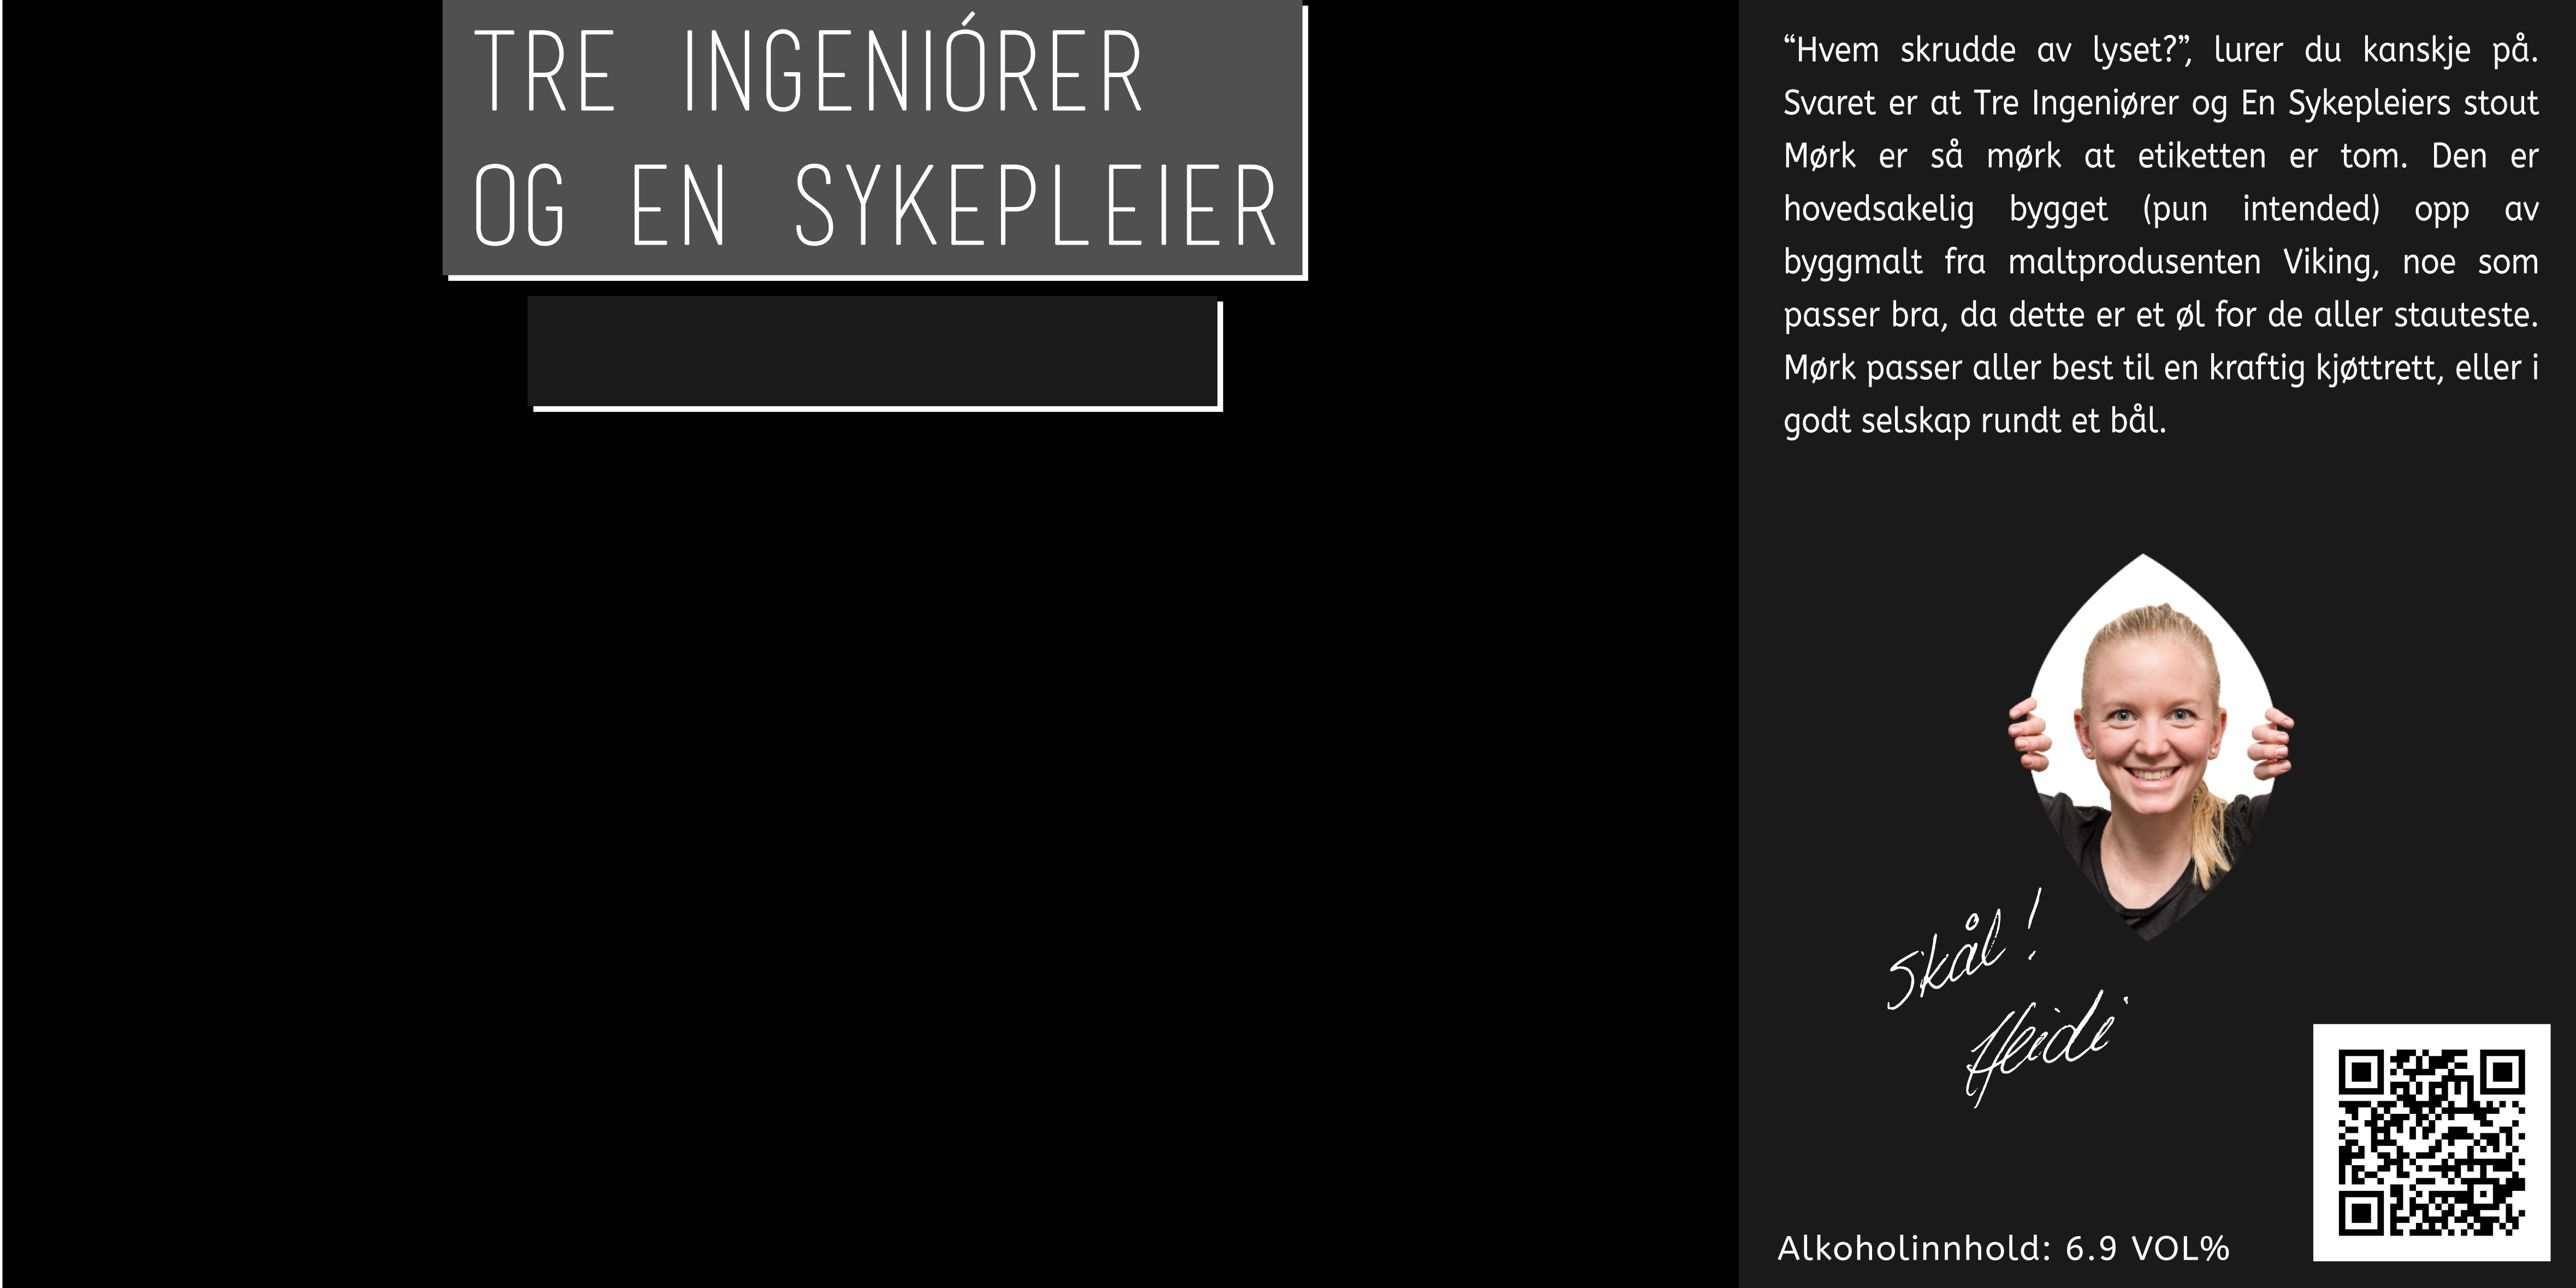 TRE INGENIÓRER
OG EN SYKEPLEIER
“Hvem skrudde av lyset?”, lurer du kanskje på.
Svaret er at Tre Ingeniører og En Sykepleiers stout
Mørk er så mørk at etiketten er tom. Den er
hovedsakelig bygget (pun intended) opp av
byggmalt fra maltprodusenten Viking, noe som
passer bra, da dette er et øl for de aller stauteste.
Mørk passer aller best til en kraftig kjøttrett, eller i
godt selskap rundt et bål.
Skål!
Heidi
Alkoholinnhold: 6.9 VOL%